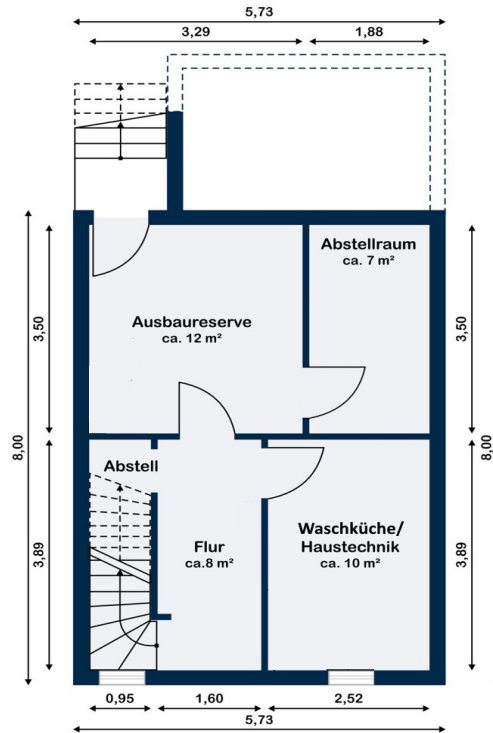 5,73
3,29
1,88
Abstellraum
ca. 7 m²
Ausbaureserve
ca. 12 m²
3,50
3,50
8,00
8,00
Abstell
3,89
3,89
Flur
ca.8 m²
Waschküche/
Haustechnik
ca. 10 m²
0,95
1,60
2,52
5,73